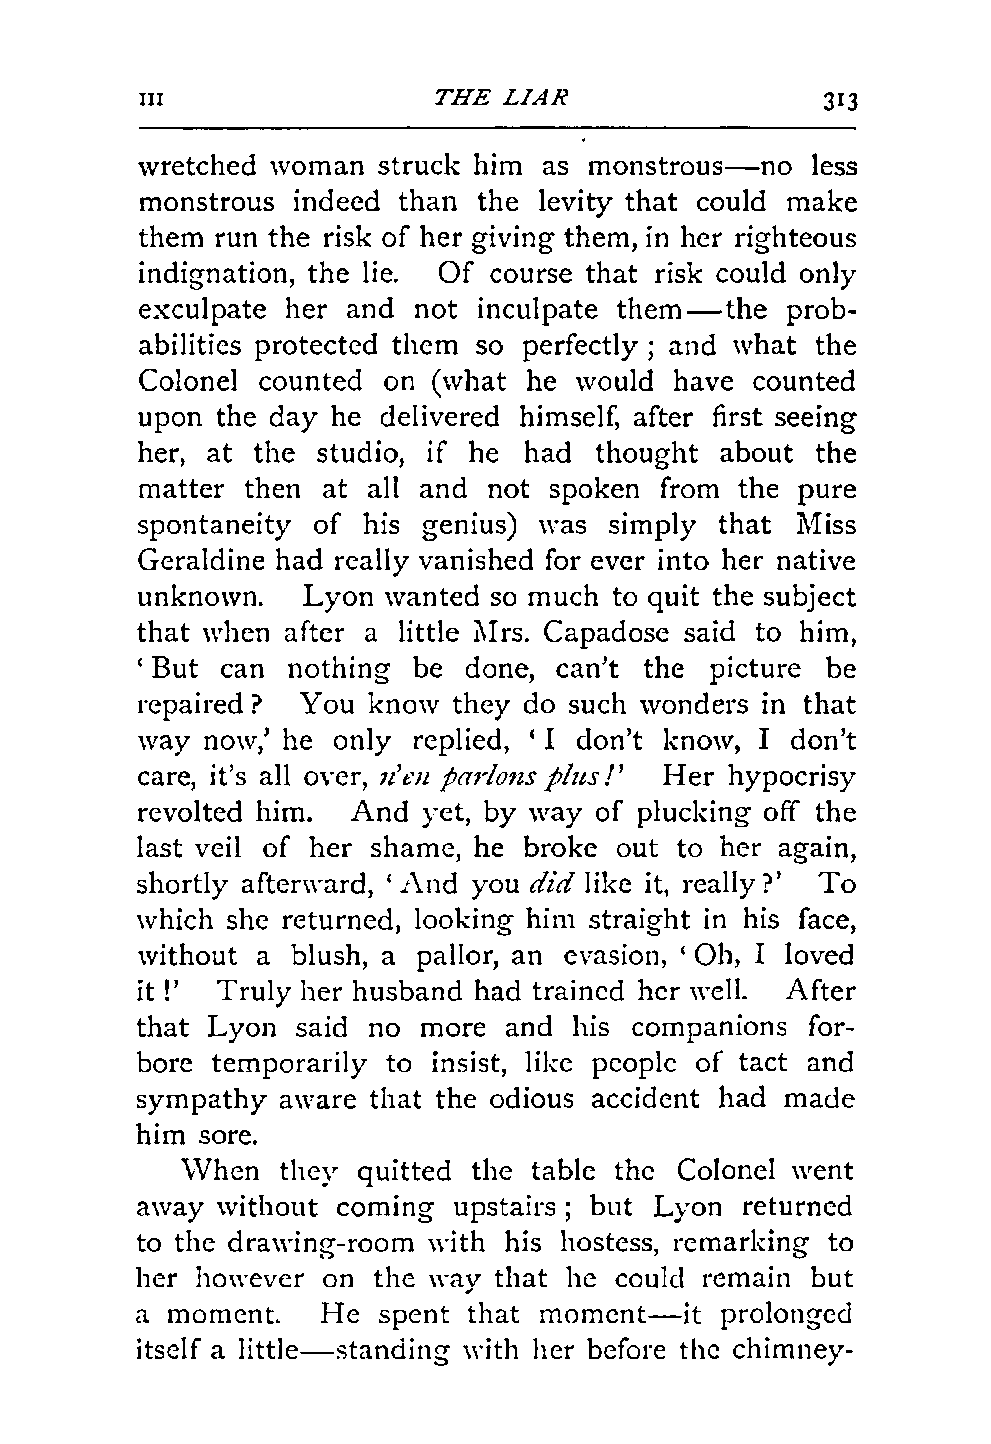 III THE LIAR 313
wretched woman struck him as monstrous—no less
monstrous indeed than the levity that could make
them run the risk of her giving them, in her righteous
indignation, the lie. Of course that risk could only
exculpate her and not inculpate them—the prob-
abilities protected them so perfectly ; and what the
Colonel counted on (what he would have counted
upon the day he delivered himself, after first seeing
her, at the studio, if he had thought about the
matter then at all and not spoken from the pure
spontaneity of his genius) was simply that Miss
Geraldine had really vanished for ever into her native
unknown. Lyon wanted so much to quit the subject
that when after a little Mrs. Capadose said to him,
‘ But can nothing be done, can’t the picture be
repaired ? You know they do such wonders in that
way now,’ he only replied, ‘ I don’t know, I don’t
care, it’s all over, n’en parlons plus !’ Her hypocrisy
revolted him. And yet, by way of plucking off the
last veil of her shame, he broke out to her again,
shortly afterward, ‘ And you did like it, really ?’ To
which she returned, looking him straight in his face,
without a blush, a pallor, an evasion, ‘ Oh, I loved
it !’ Truly her husband had trained her well. After
that Lyon said no more and his companions for-
bore temporarily to insist, like people of tact and
sympathy aware that the odious accident had made
him sore.
When they quitted the table the Colonel went
away without coming upstairs ; but Lyon returned
to the drawing-room with his hostess, remarking to
her however on the way that he could remain but
a moment. He spent that moment—it prolonged
itself a little—standing with her before the chimney-